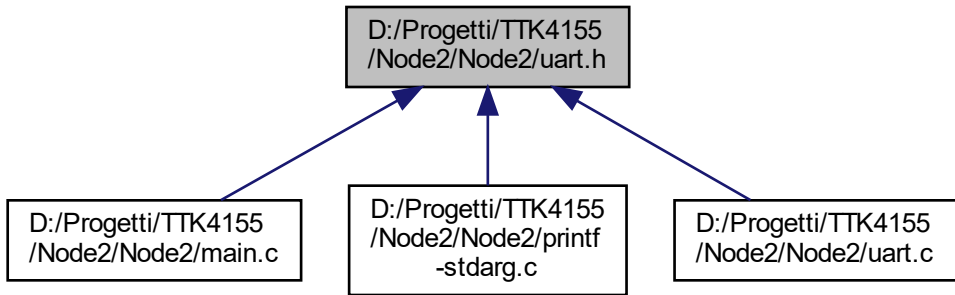 D:/Progetti/TTK4155
/Node2/Node2/uart.h
D:/Progetti/TTK4155
/Node2/Node2/main.c
D:/Progetti/TTK4155
/Node2/Node2/printf
-stdarg.c
D:/Progetti/TTK4155
/Node2/Node2/uart.c